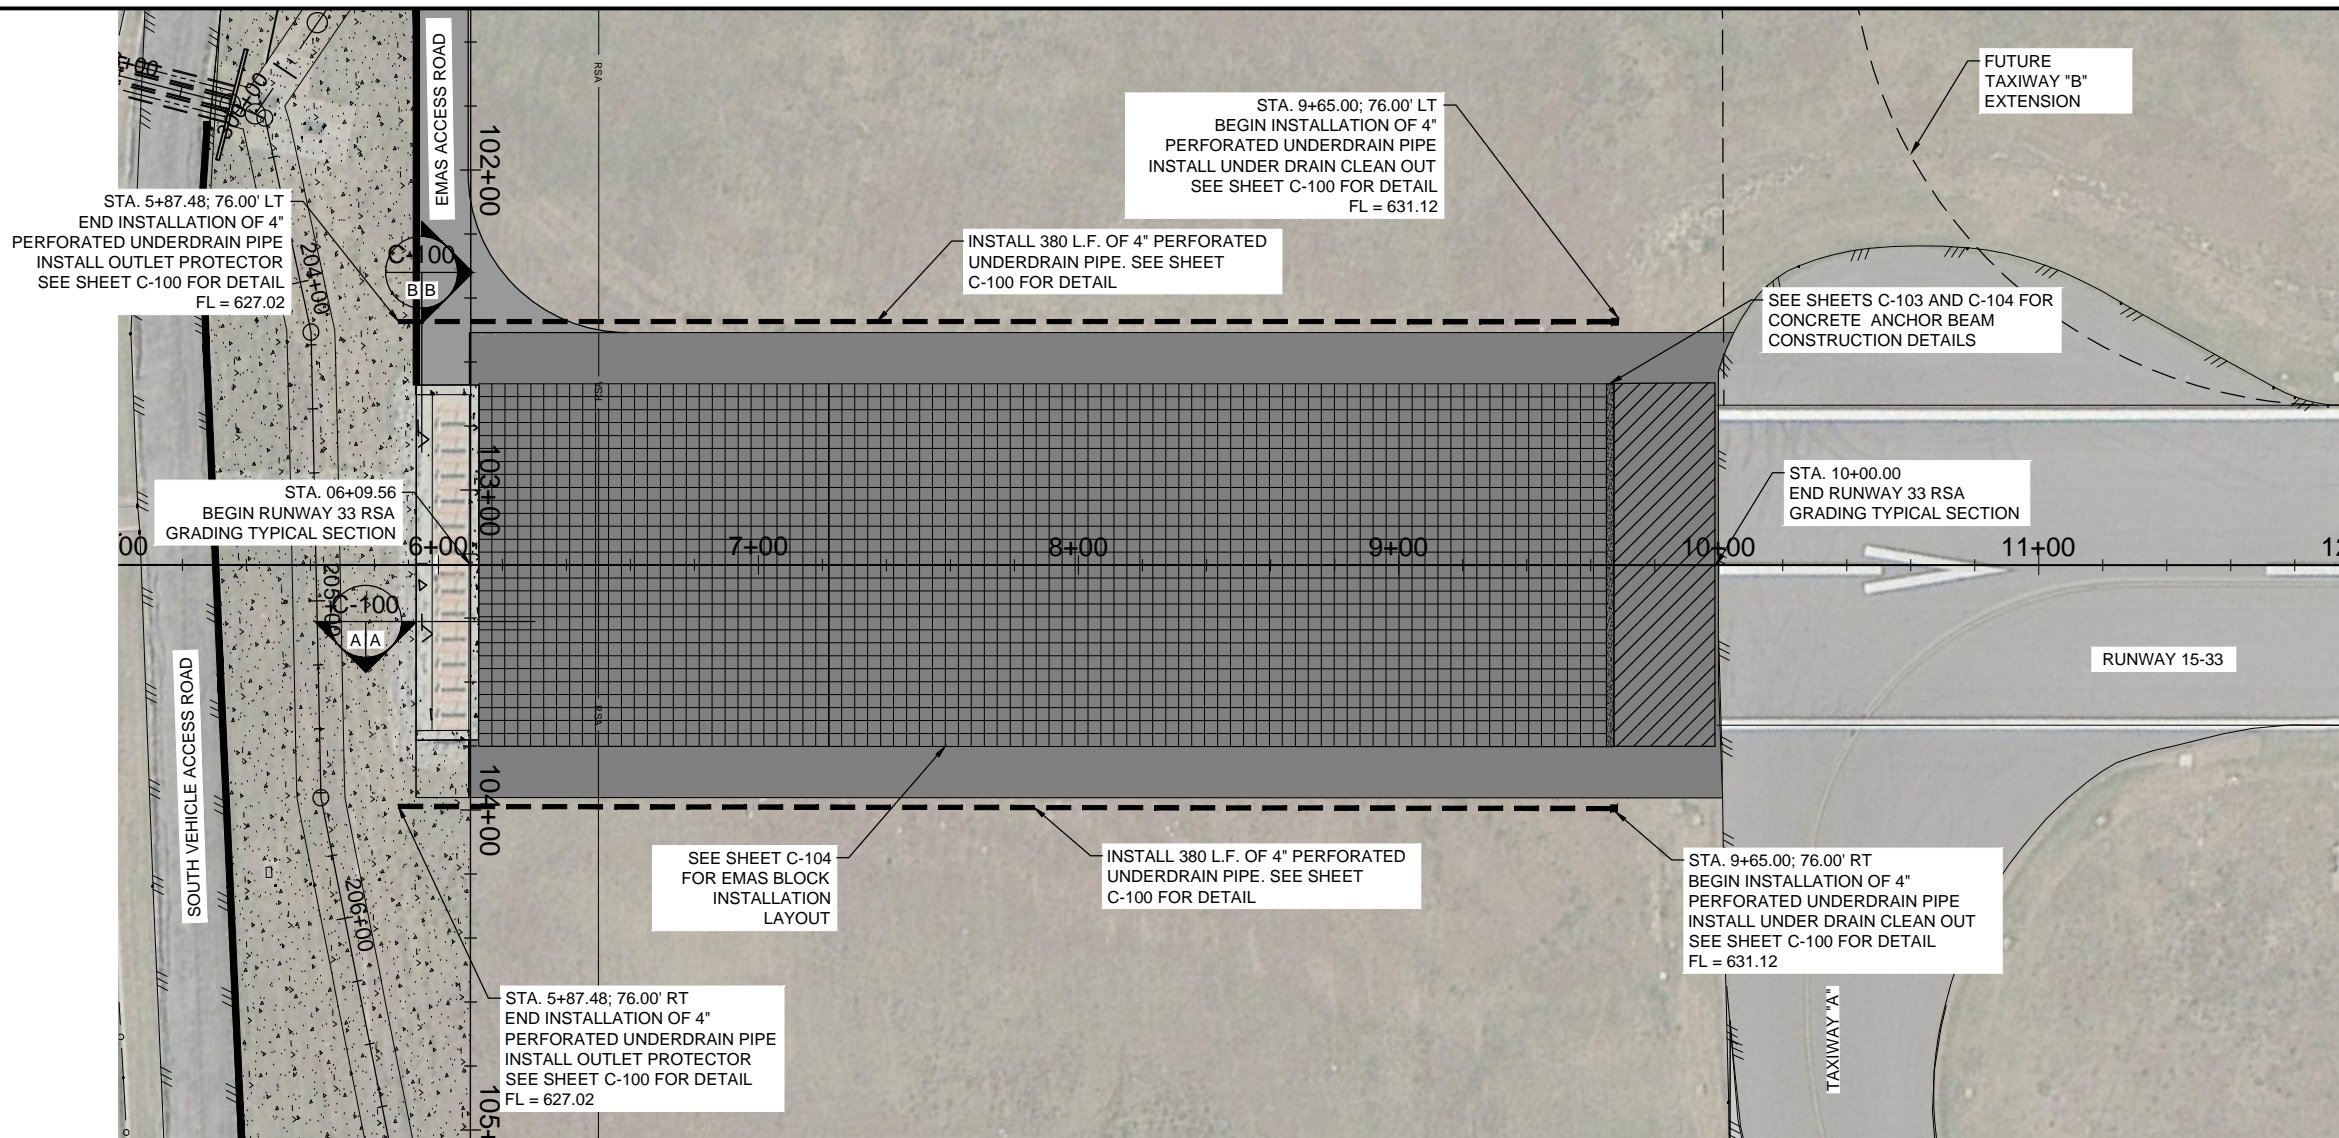 EMAS ACCESS ROAD
RSA
102+00
300+00
STA. 9+65.00; 76.00' LT
BEGIN INSTALLATION OF 4"
PERFORATED UNDERDRAIN PIPE
INSTALL UNDER DRAIN CLEAN OUT
SEE SHEET C-100 FOR DETAIL
FL = 631.12
FUTURE
TAXIWAY "B"
EXTENSION
STA. 5+87.48; 76.00' LT
END INSTALLATION OF 4"
PERFORATED UNDERDRAIN PIPE
INSTALL OUTLET PROTECTOR
SEE SHEET C-100 FOR DETAIL
FL = 627.02
204+00
C-100
B B
INSTALL 380 L.F. OF 4" PERFORATED
UNDERDRAIN PIPE. SEE SHEET
C-100 FOR DETAIL
SEE SHEETS C-103 AND C-104 FOR
CONCRETE ANCHOR BEAM
CONSTRUCTION DETAILS
103+00
STA. 06+09.56
BEGIN RUNWAY 33 RSA
GRADING TYPICAL SECTION
STA. 10+00.00
END RUNWAY 33 RSA
GRADING TYPICAL SECTION
00
6+00
7+00
8+00
9+00
10+00
11+00
12
205+00
C-100
A A
RUNWAY 15-33
RSA
SOUTH VEHICLE ACCESS ROAD
104+00
206+00
SEE SHEET C-104
FOR EMAS BLOCK
INSTALLATION
LAYOUT
INSTALL 380 L.F. OF 4" PERFORATED
UNDERDRAIN PIPE. SEE SHEET
C-100 FOR DETAIL
STA. 9+65.00; 76.00' RT
BEGIN INSTALLATION OF 4"
PERFORATED UNDERDRAIN PIPE
INSTALL UNDER DRAIN CLEAN OUT
SEE SHEET C-100 FOR DETAIL
FL = 631.12
STA. 5+87.48; 76.00' RT
END INSTALLATION OF 4"
PERFORATED UNDERDRAIN PIPE
INSTALL OUTLET PROTECTOR
SEE SHEET C-100 FOR DETAIL
FL = 627.02
TAXIWAY "A"
105+